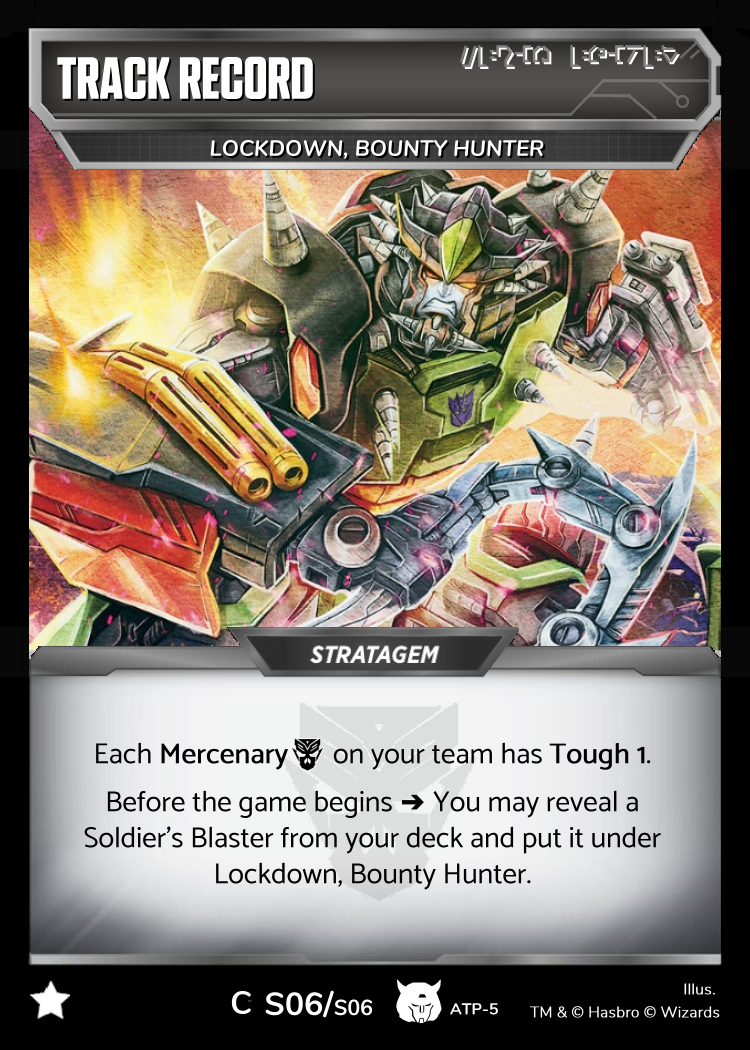 TRACK RECORD
LOCKDOWN, BOUNTY HUNTER
STRATAGEM
Each Mercenary on your team has Tough 1.
Before the game begins ➔ You may reveal a
Soldier's Blaster from your deck and put it under
Lockdown, Bounty Hunter.
C S06/S06 ATP-5
Illus.
TM & © Hasbro © Wizards